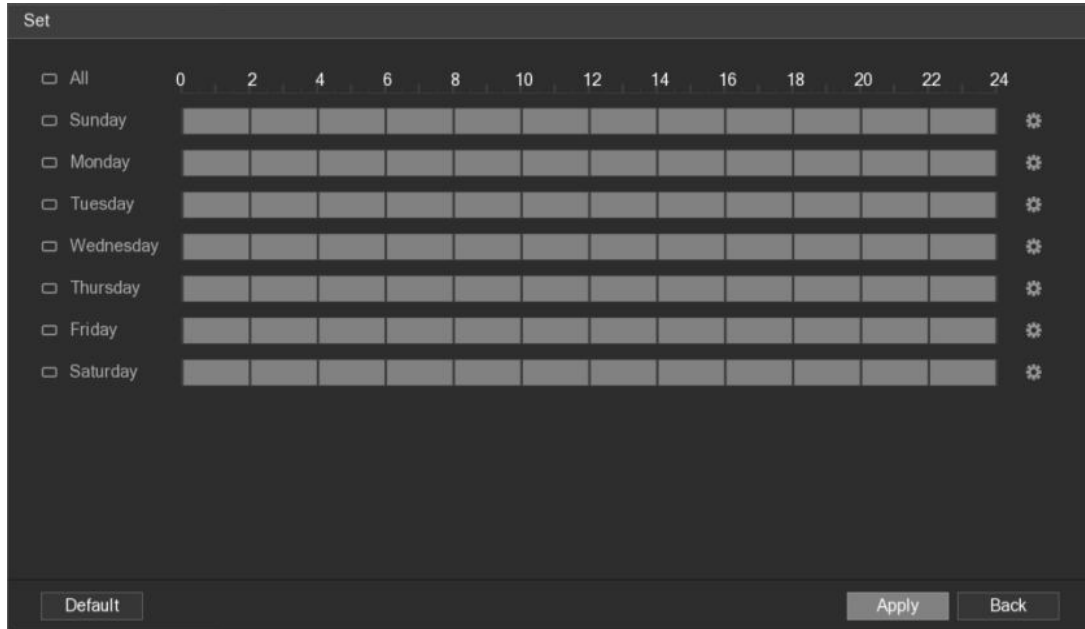 Set
All 0 2 4 6 8 10 12 14 16 18 20 22 24
Sunday
Monday
Tuesday
Wednesday
Thursday
Friday
Saturday
Default Apply Back